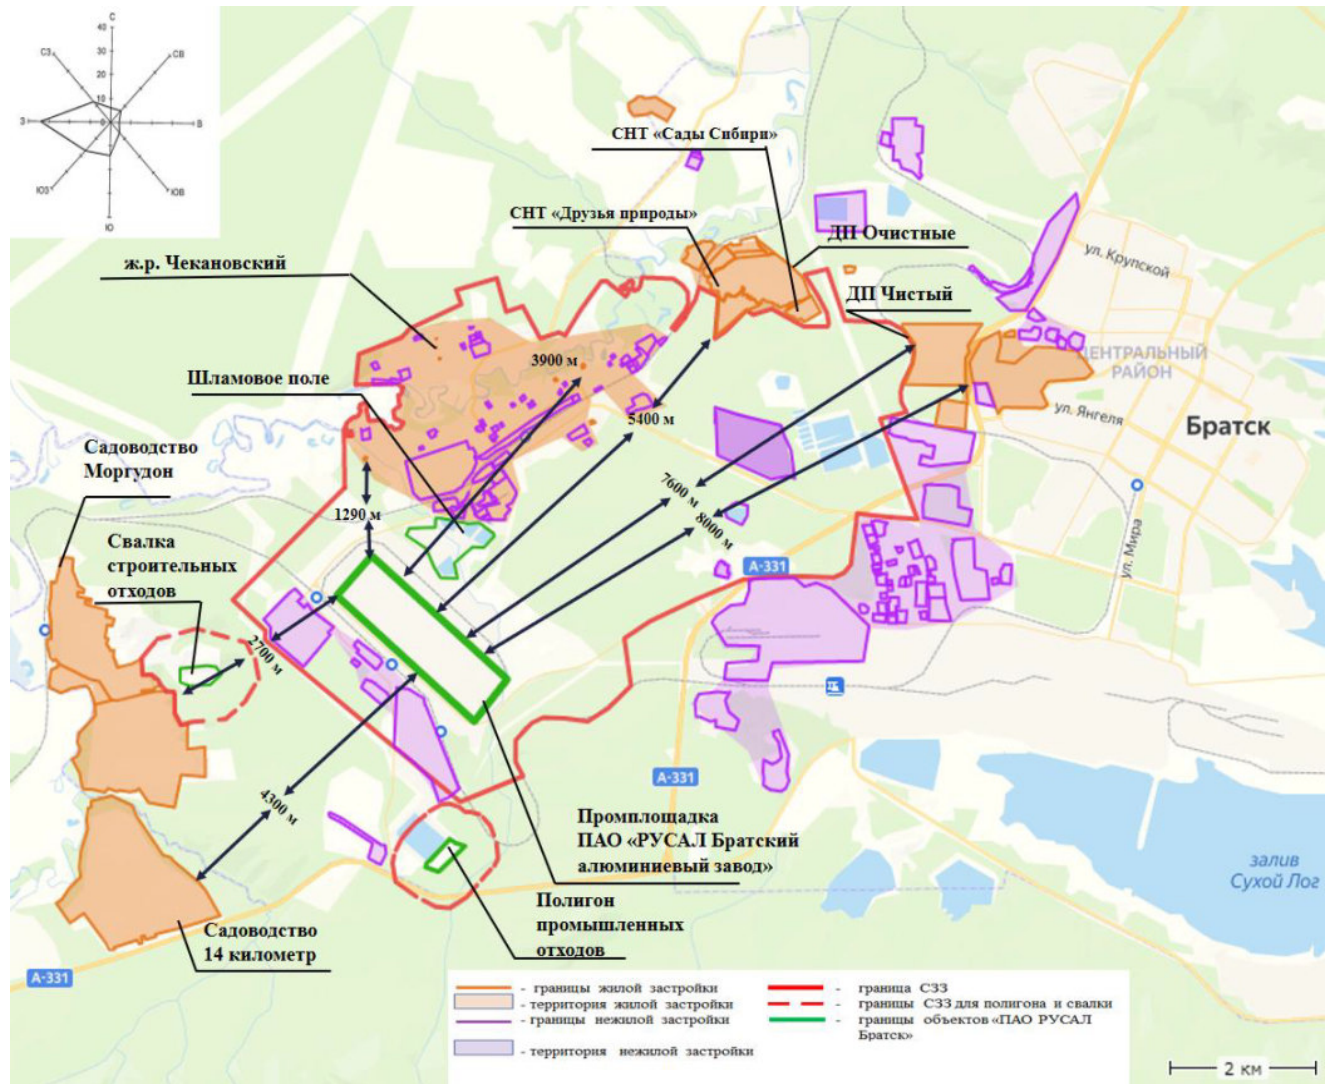 С
40
30
20
10
0
СЗ
СВ
З
В
ЮЗ
ЮВ
Ю
СНТ «Сады Сибири»
СНТ «Друзья природы»
ДП Очистные
ул. Крупской
ж.р. Чекановский
ДП Чистый
3900 м
ЦЕНТРАЛЬНЫЙ
РАЙОН
Шламовое поле
5400 м
ул. Янгеля
Братск
Садоводство
Моргудон
7600 м
8000 м
1290 м
ул. Мира
Свалка
строительных
отходов
А-331
2700 м
А-331
4300 м
Промплощадка
ПАО «РУСАЛ Братский
алюминиевый завод»
залив
Сухой Лог
Полигон
промышленных
отходов
Садоводство
14 километр
А-331
- границы жилой застройки
- территория жилой застройки
- границы нежилой застройки
- территория нежилой застройки
- граница СЗЗ
- границы СЗЗ для полигона и свалки
- границы объектов «ПАО РУСАЛ
Братск»
2 км